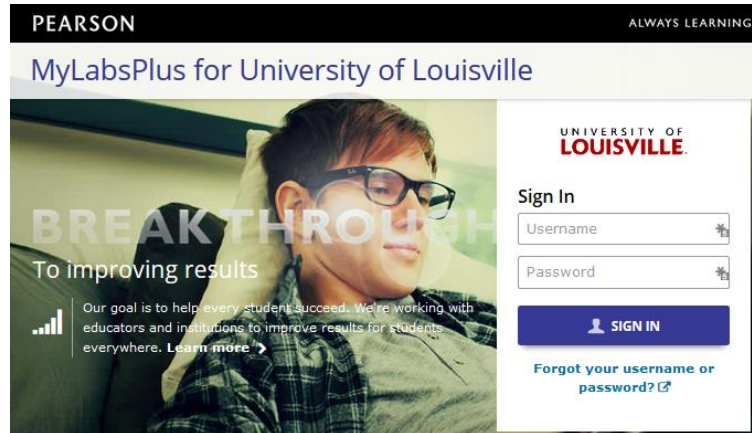 PEARSON
ALWAYS LEARNING
MyLabsPlus for University of Louisville
BREAKTHROUGH
To improving results
Our goal is to help every student succeed. We're working with
educators and institutions to improve results for students
everywhere. Learn more
UNIVERSITY OF
LOUISVILLE.
Sign In
Username
Password
SIGN IN
Forgot your username or
password?